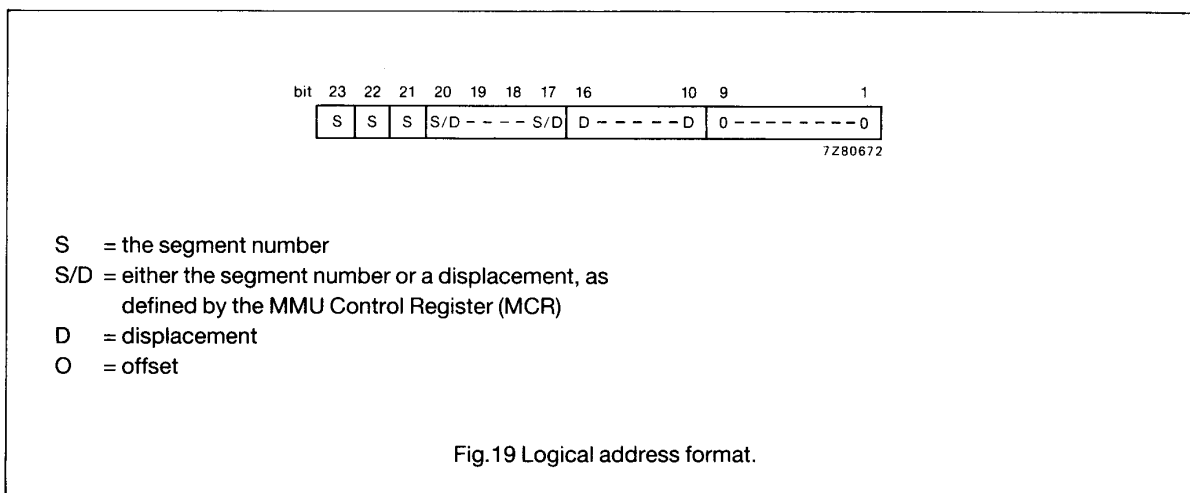 bit 23 22 21 20 19 18 17 16 10 9 1
S S S S/D - - - - S/D D - - - - - D 0 - - - - - - - - 0
7Z80672
S = the segment number
S/D = either the segment number or a displacement, as
defined by the MMU Control Register (MCR)
D = displacement
O = offset
Fig.19 Logical address format.